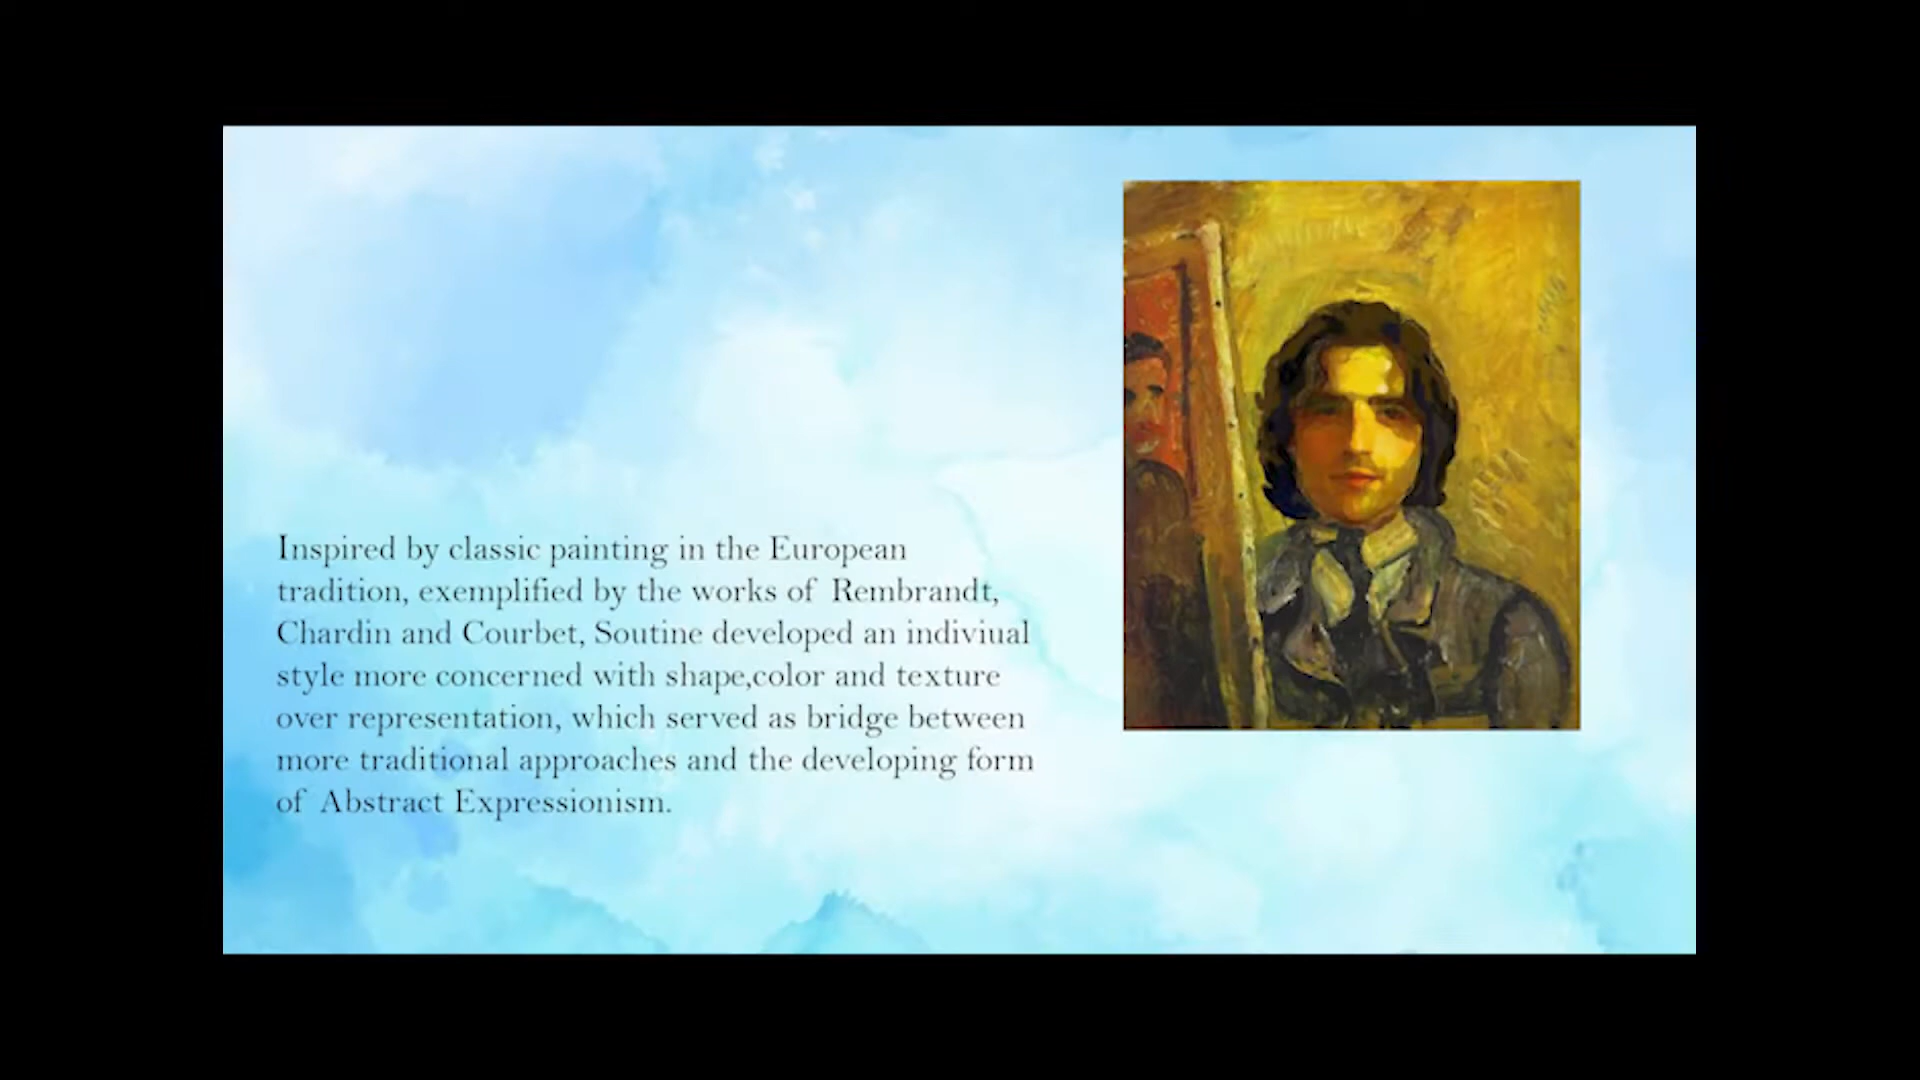 Inspired by classic painting in the European
tradition, exemplified by the works of Rembrandt,
Chardin and Courbet, Soutine developed an indiviual
style more concerned with shape,color and texture
over representation, which served as bridge between
more traditional approaches and the developing form
of Abstract Expressionism.